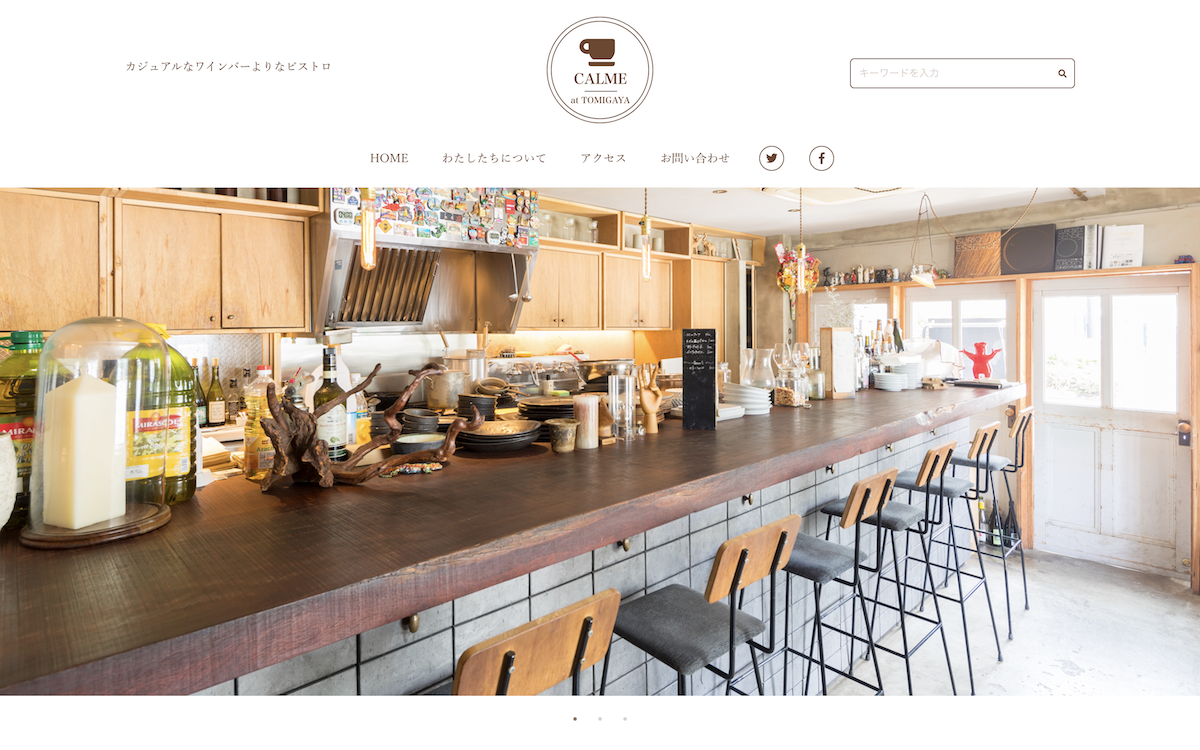 カジュアルなワインバーよりなビストロ
CALME
at TOMIGAYA
キーワードを入力
HOME わたしたちについて アクセス お問い合わせ
MIRASOL